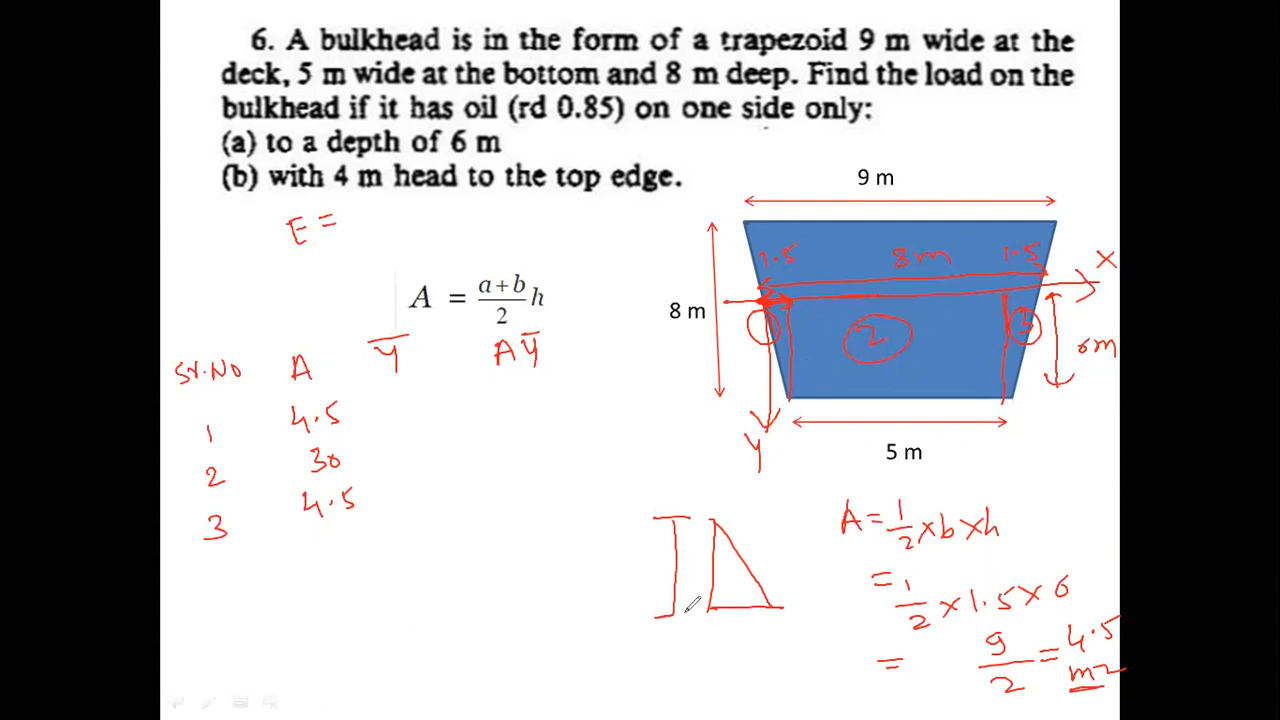 6. A bulkhead is in the form of a trapezoid 9 m wide at the
deck, 5 m wide at the bottom and 8 m deep. Find the load on the
bulkhead if it has oil (rd 0.85) on one side only:
(a) to a depth of 6 m
(b) with 4 m head to the top edge.
E =
A = a+b/2 h
Sr.No A Y̅ AY̅
1 4.5
2 30
3 4.5
9 m
1.5 8m 1.5 X
8 m
1 2 3 6m
Y
5 m
A = 1/2 × b × h
= 1/2 × 1.5 × 6
= 9/2 = 4.5 m2